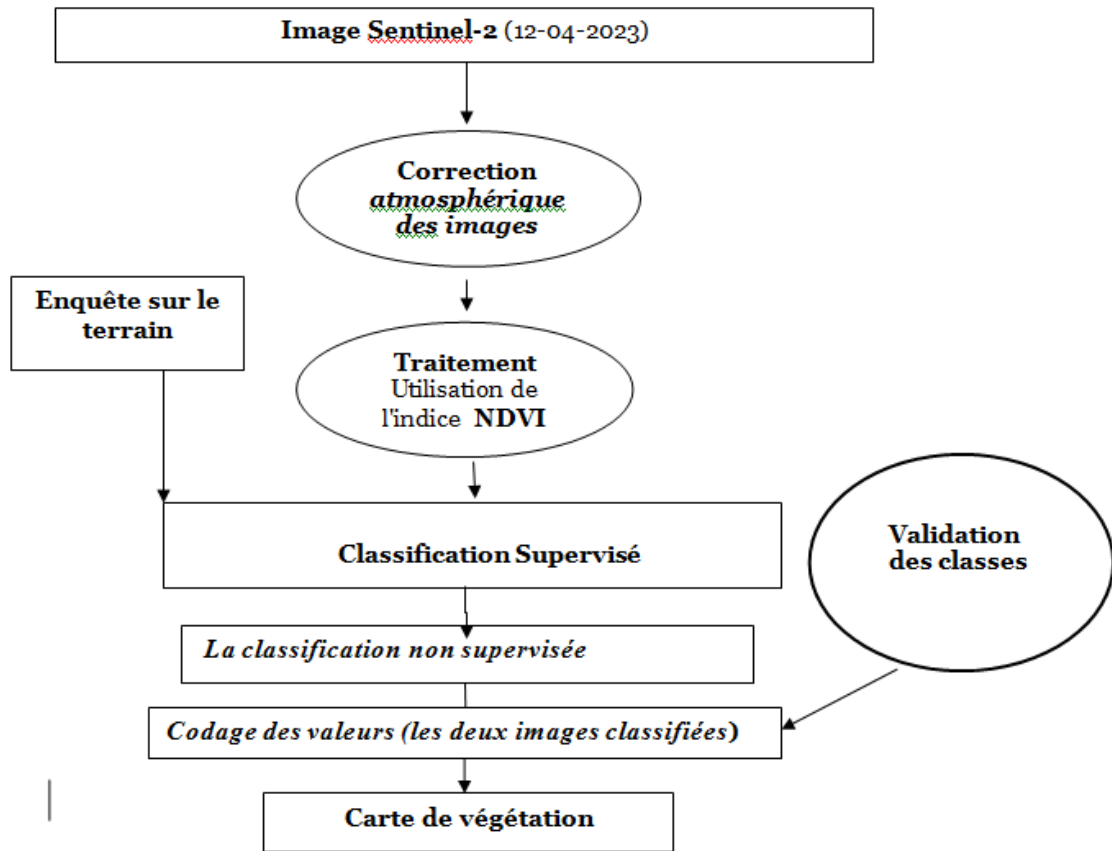 Image Sentinel-2 (12-04-2023)
Correction
atmosphérique
des images
Enquête sur le
terrain
Traitement
Utilisation de
l'indice NDVI
Classification Supervisé
Validation
des classes
La classification non supervisée
Codage des valeurs (les deux images classifiées)
Carte de végétation